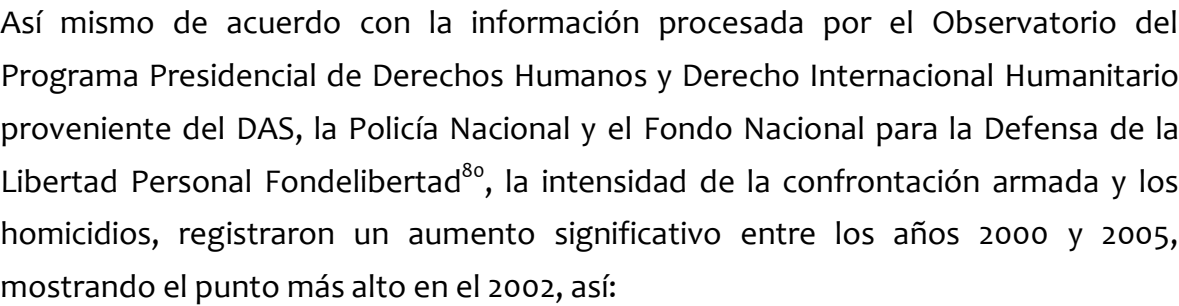 Así mismo de acuerdo con la información procesada por el Observatorio del
Programa Presidencial de Derechos Humanos y Derecho Internacional Humanitario
proveniente del DAS, la Policía Nacional y el Fondo Nacional para la Defensa de la
Libertad Personal Fondelibertad⁸⁰, la intensidad de la confrontación armada y los
homicidios, registraron un aumento significativo entre los años 2000 y 2005,
mostrando el punto más alto en el 2002, así: